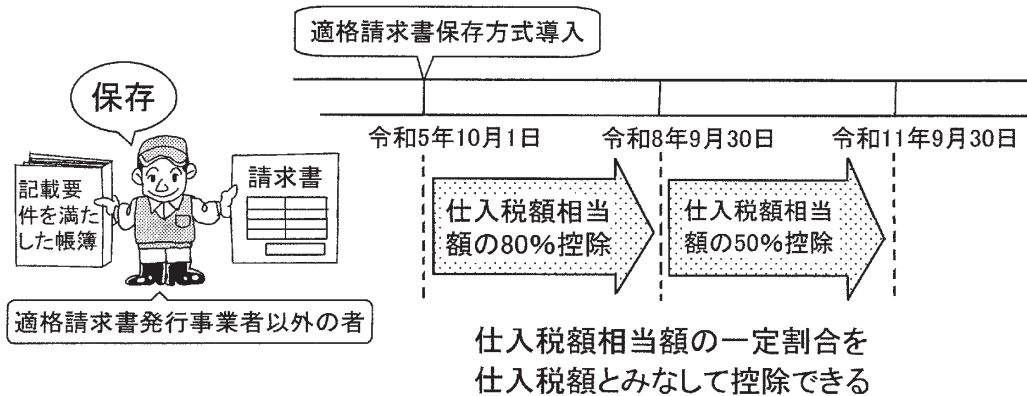 適格請求書保存方式導入
保存
令和5年10月1日
令和8年9月30日
令和11年9月30日
記載要
件を満た
した帳簿
請求書
仕入税額相当
額の80%控除
仕入税額相当
額の50%控除
適格請求書発行事業者以外の者
仕入税額相当額の一定割合を
仕入税額とみなして控除できる